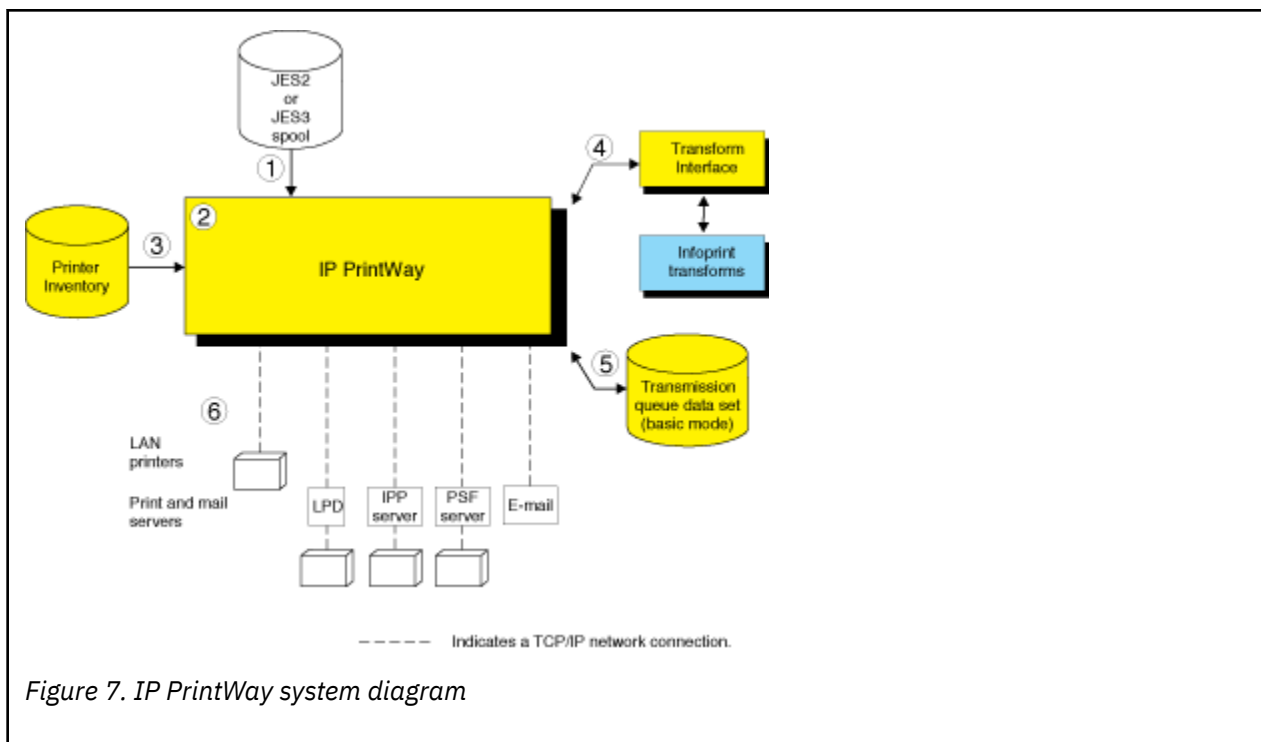 JES2
or
JES3
spool
1
4
Transform
Interface
2
3
Printer
Inventory
IP PrintWay
Infoprint
transforms
5
Transmission
queue data set
(basic mode)
6
LAN
printers
Print and mail
servers
LPD
IPP
server
PSF
server
E-mail
Indicates a TCP/IP network connection.
Figure 7. IP PrintWay system diagram